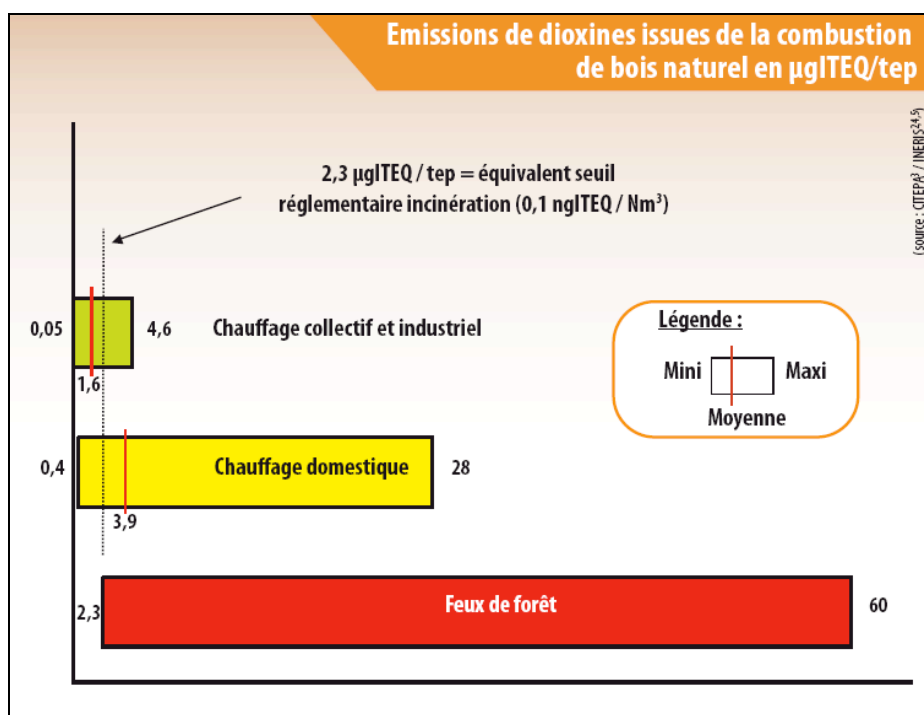 Emissions de dioxines issues de la combustion
de bois naturel en µgITEQ/tep
(source : CITEPA³ / INERIS²⁴,⁵)
2,3 µgITEQ / tep = équivalent seuil
réglementaire incinération (0,1 ngITEQ / Nm³)
0,05
4,6
Chauffage collectif et industriel
1,6
Légende :
Mini
Maxi
Moyenne
0,4
Chauffage domestique
28
3,9
2,3
Feux de forêt
60